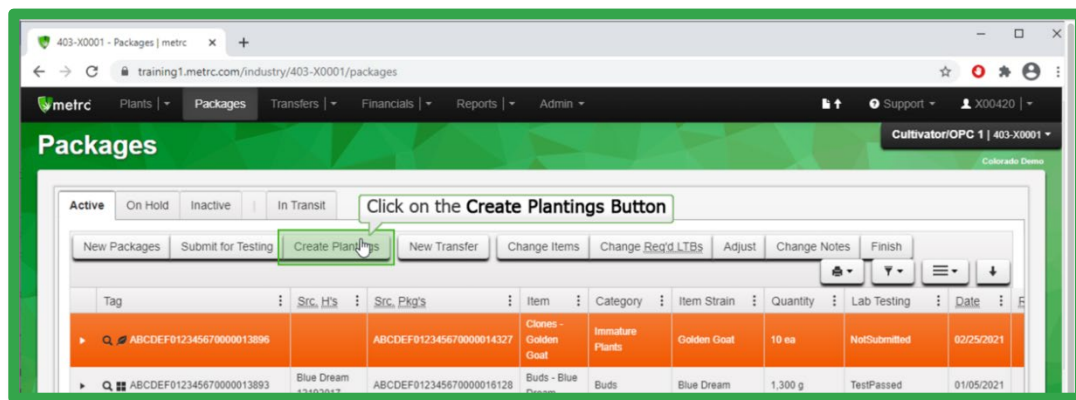 403-X0001 - Packages | metrc
training1.metrc.com/industry/403-X0001/packages
metrc Plants | Packages Transfers | Financials | Reports | Admin Support X00420 |
Packages
Cultivator/OPC 1 | 403-X0001
Colorado Demo
Active On Hold Inactive | In Transit
Click on the Create Plantings Button
New Packages Submit for Testing Create Plantings New Transfer Change Items Change Req'd LTBs Adjust Change Notes Finish
Tag Src. H's Src. Pkg's Item Category Item Strain Quantity Lab Testing Date
ABCDEF012345670000013896 ABCDEF012345670000014327 Clones - Golden Goat Immature Plants Golden Goat 10 ea NotSubmitted 02/25/2021
ABCDEF012345670000013893 Blue Dream ABCDEF012345670000016128 Buds - Blue Buds Blue Dream 1,300 g TestPassed 01/05/2021